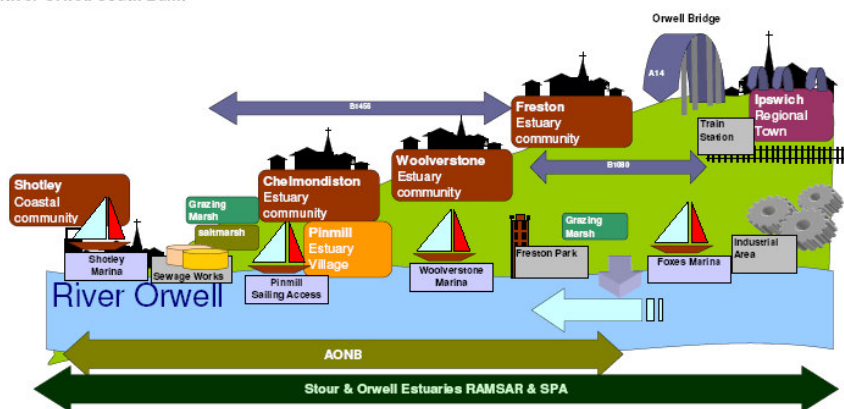 Orwell Bridge
A14
B1456
Freston
Estuary
community
Ipswich
Regional
Town
Train
Station
Woolverstone
Estuary
community
B1080
Chelmondiston
Estuary
community
Shotley
Coastal
community
Grazing
Marsh
saltmarsh
Pinmill
Estuary
Village
Grazing
Marsh
Industrial
Area
Shotley
Marina
Sewage Works
Pinmill
Sailing Access
Woolverstone
Marina
Freston Park
Foxes Marina
River Orwell
AONB
Stour & Orwell Estuaries RAMSAR & SPA